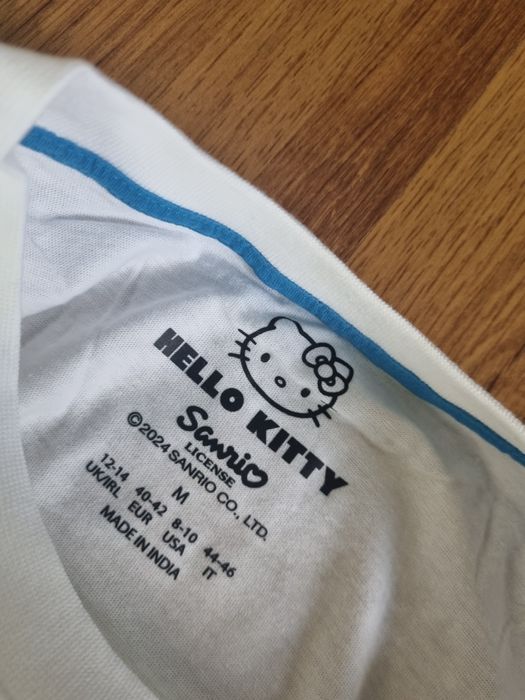 HELLO KITTY
Sanrio
LICENSE
©2024 SANRIO CO., LTD.
M
12-14 40-42 8-10 44-46
UK/IRL EUR USA IT
MADE IN INDIA